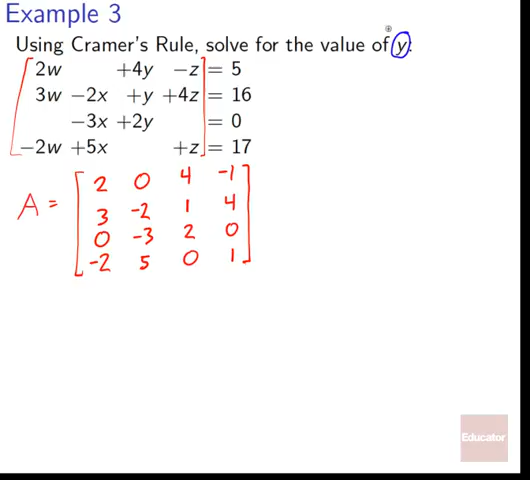 Example 3
Using Cramer's Rule, solve for the value of y.
2w +4y −z = 5
3w −2x +y +4z = 16
−3x +2y = 0
−2w +5x +z = 17
A =
2 0 4 -1
3 -2 1 4
0 -3 2 0
-2 5 0 1
Educator